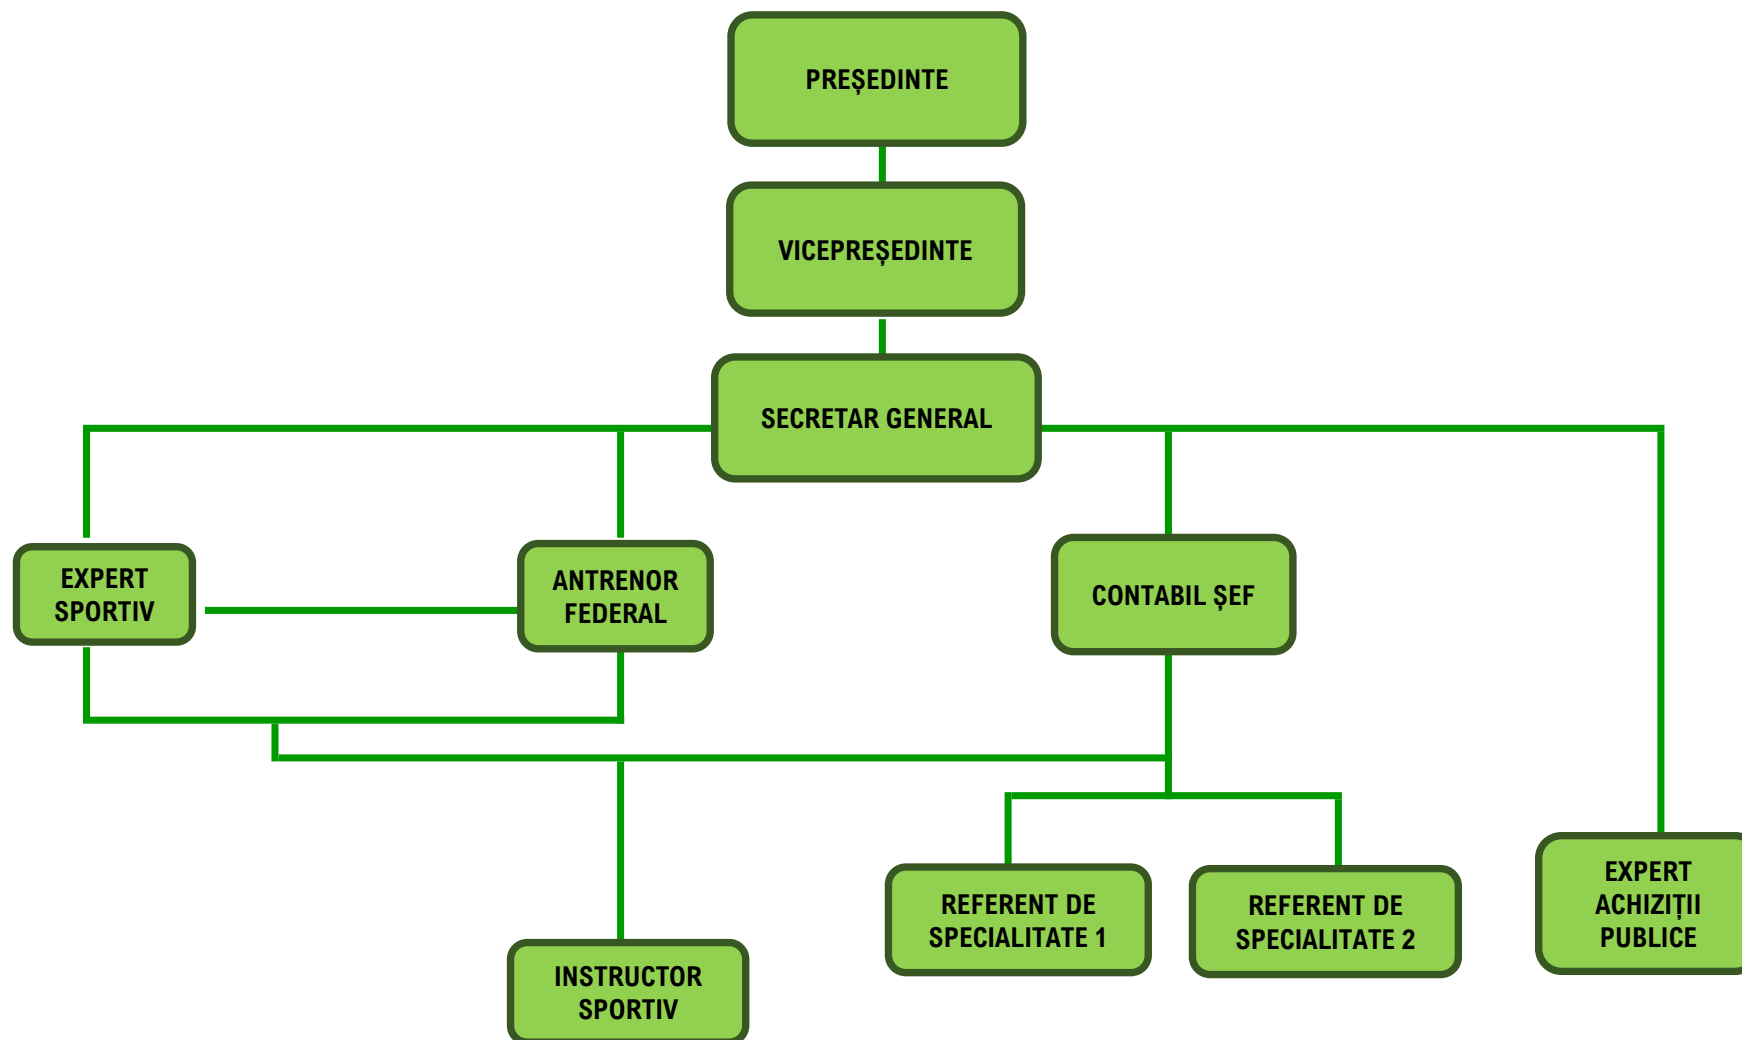 PREȘEDINTE
VICEPREȘEDINTE
SECRETAR GENERAL
EXPERT
SPORTIV
ANTRENOR
FEDERAL
CONTABIL ȘEF
REFERENT DE
SPECIALITATE 1
REFERENT DE
SPECIALITATE 2
EXPERT
ACHIZIȚII
PUBLICE
INSTRUCTOR
SPORTIV